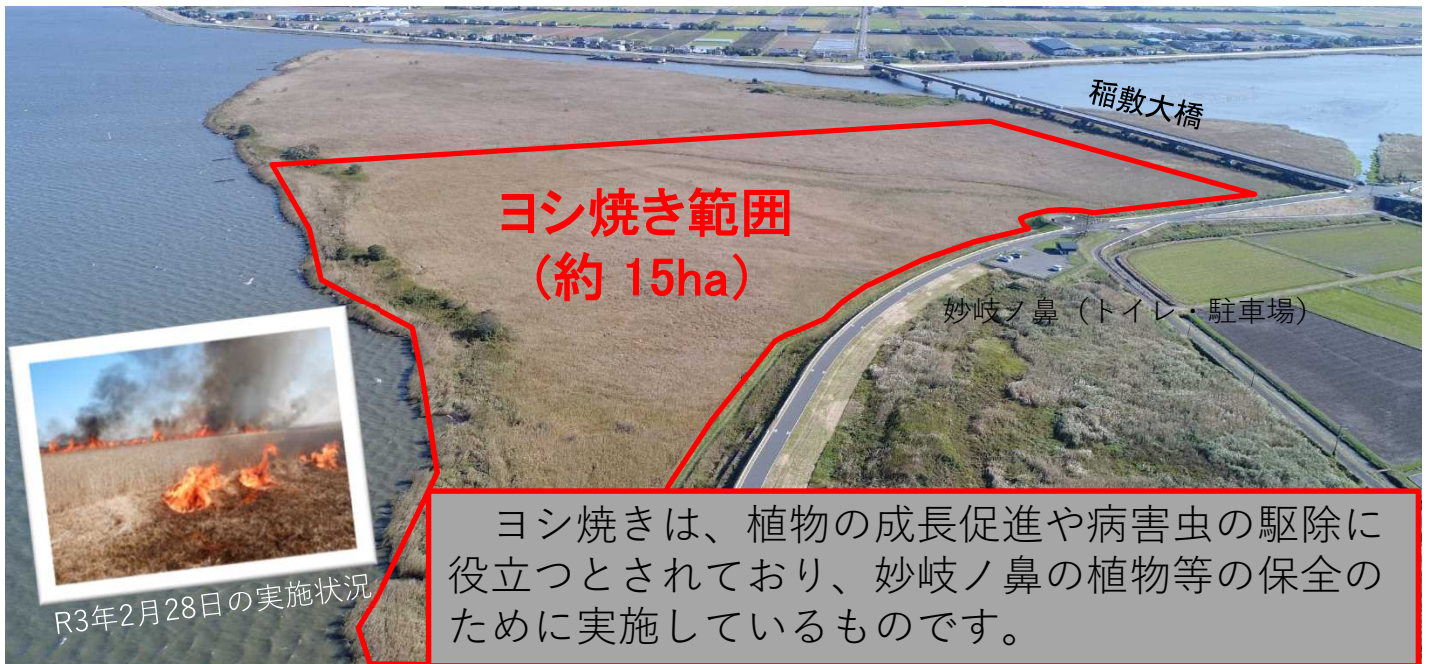 稲敷大橋
ヨシ焼き範囲
(約 15ha)
妙岐ノ鼻（トイレ・駐車場）
R3年2月28日の実施状況
ヨシ焼きは、植物の成長促進や病害虫の駆除に
役立つとされており、妙岐ノ鼻の植物等の保全の
ために実施しているものです。